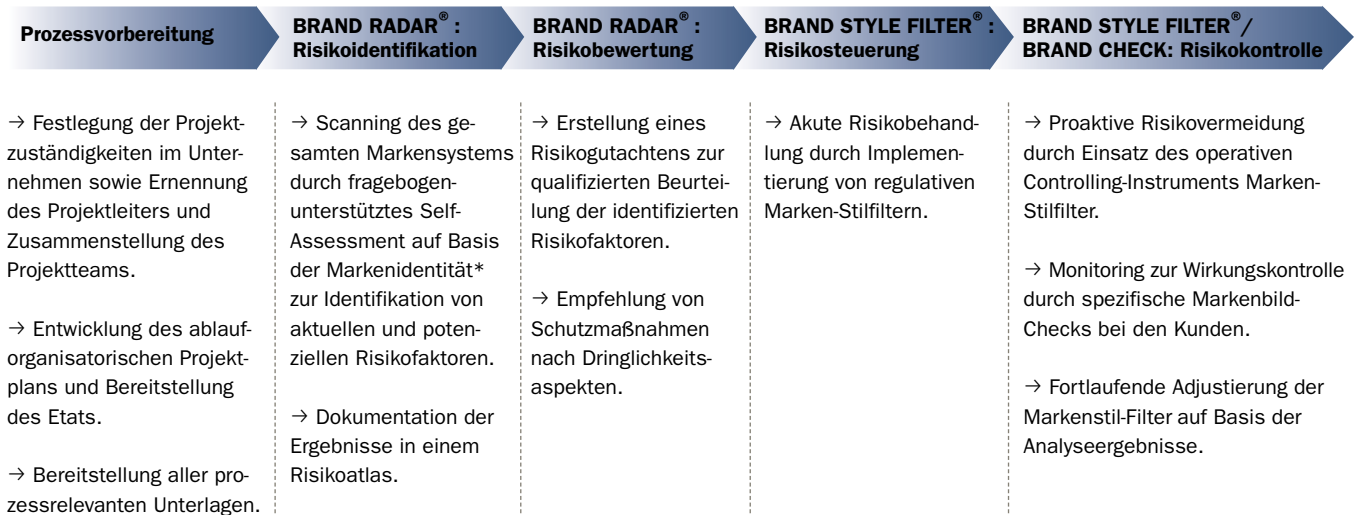 Prozessvorbereitung
BRAND RADAR® :
Risikoidentifikation
BRAND RADAR® :
Risikobewertung
BRAND STYLE FILTER® :
Risikosteuerung
BRAND STYLE FILTER®/
BRAND CHECK: Risikokontrolle
→ Festlegung der Projekt-
zuständigkeiten im Unter-
nehmen sowie Ernennung
des Projektleiters und
Zusammenstellung des
Projektteams.
→ Entwicklung des ablauf-
organisatorischen Projekt-
plans und Bereitstellung
des Etats.
→ Bereitstellung aller pro-
zessrelevanten Unterlagen.
→ Scanning des ge-
samten Markensystems
durch fragebogen-
unterstütztes Self-
Assessment auf Basis
der Markenidentität*
zur Identifikation von
aktuellen und poten-
ziellen Risikofaktoren.
→ Dokumentation der
Ergebnisse in einem
Risikoatlas.
→ Erstellung eines
Risikogutachtens zur
qualifizierten Beurtei-
lung der identifizierten
Risikofaktoren.
→ Empfehlung von
Schutzmaßnahmen
nach Dringlichkeits-
aspekten.
→ Akute Risikobehand-
lung durch Implemen-
tierung von regulativen
Marken-Stilfiltern.
→ Proaktive Risikovermeidung
durch Einsatz des operativen
Controlling-Instruments Marken-
Stilfilter.
→ Monitoring zur Wirkungskontrolle
durch spezifische Markenbild-
Checks bei den Kunden.
→ Fortlaufende Adjustierung der
Markenstil-Filter auf Basis der
Analyseergebnisse.